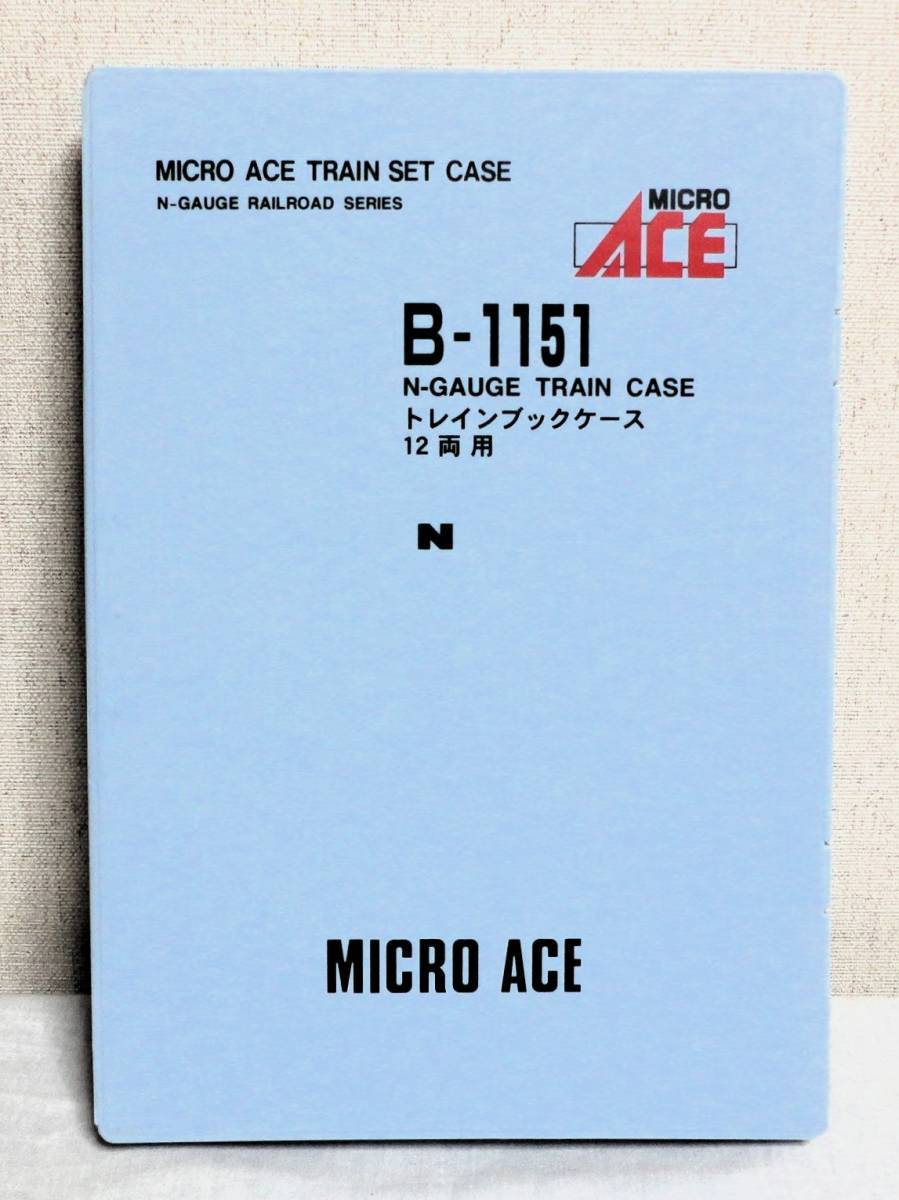 MICRO ACE TRAIN SET CASE
N-GAUGE RAILROAD SERIES
MICRO
ACE
B-1151
N-GAUGE TRAIN CASE
トレインブックケース
12両用
N
MICRO ACE